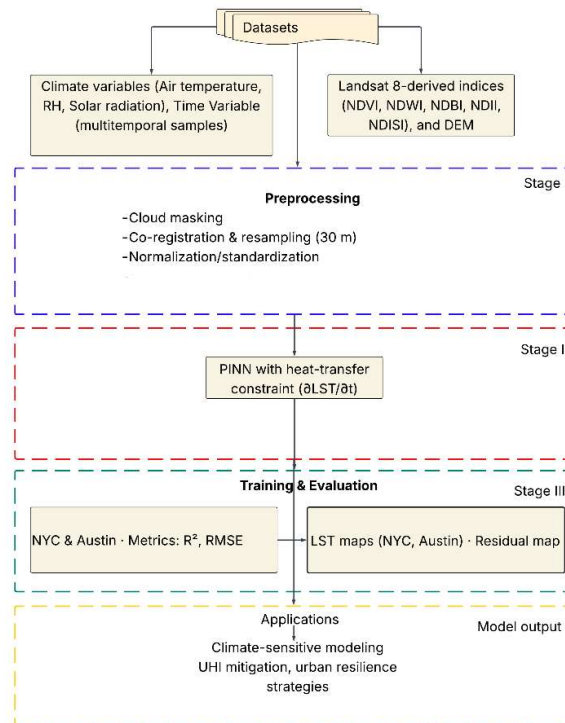 Datasets
Climate variables (Air temperature,
RH, Solar radiation), Time Variable
(multitemporal samples)
Landsat 8-derived indices
(NDVI, NDWI, NDBI, NDII,
NDISI), and DEM
Stage
Preprocessing
-Cloud masking
-Co-registration & resampling (30 m)
-Normalization/standardization
Stage I
PINN with heat-transfer
constraint (∂LST/∂t)
Training & Evaluation
Stage III
NYC & Austin · Metrics: R², RMSE
LST maps (NYC, Austin) · Residual map
Applications
Model output
Climate-sensitive modeling
UHI mitigation, urban resilience
strategies